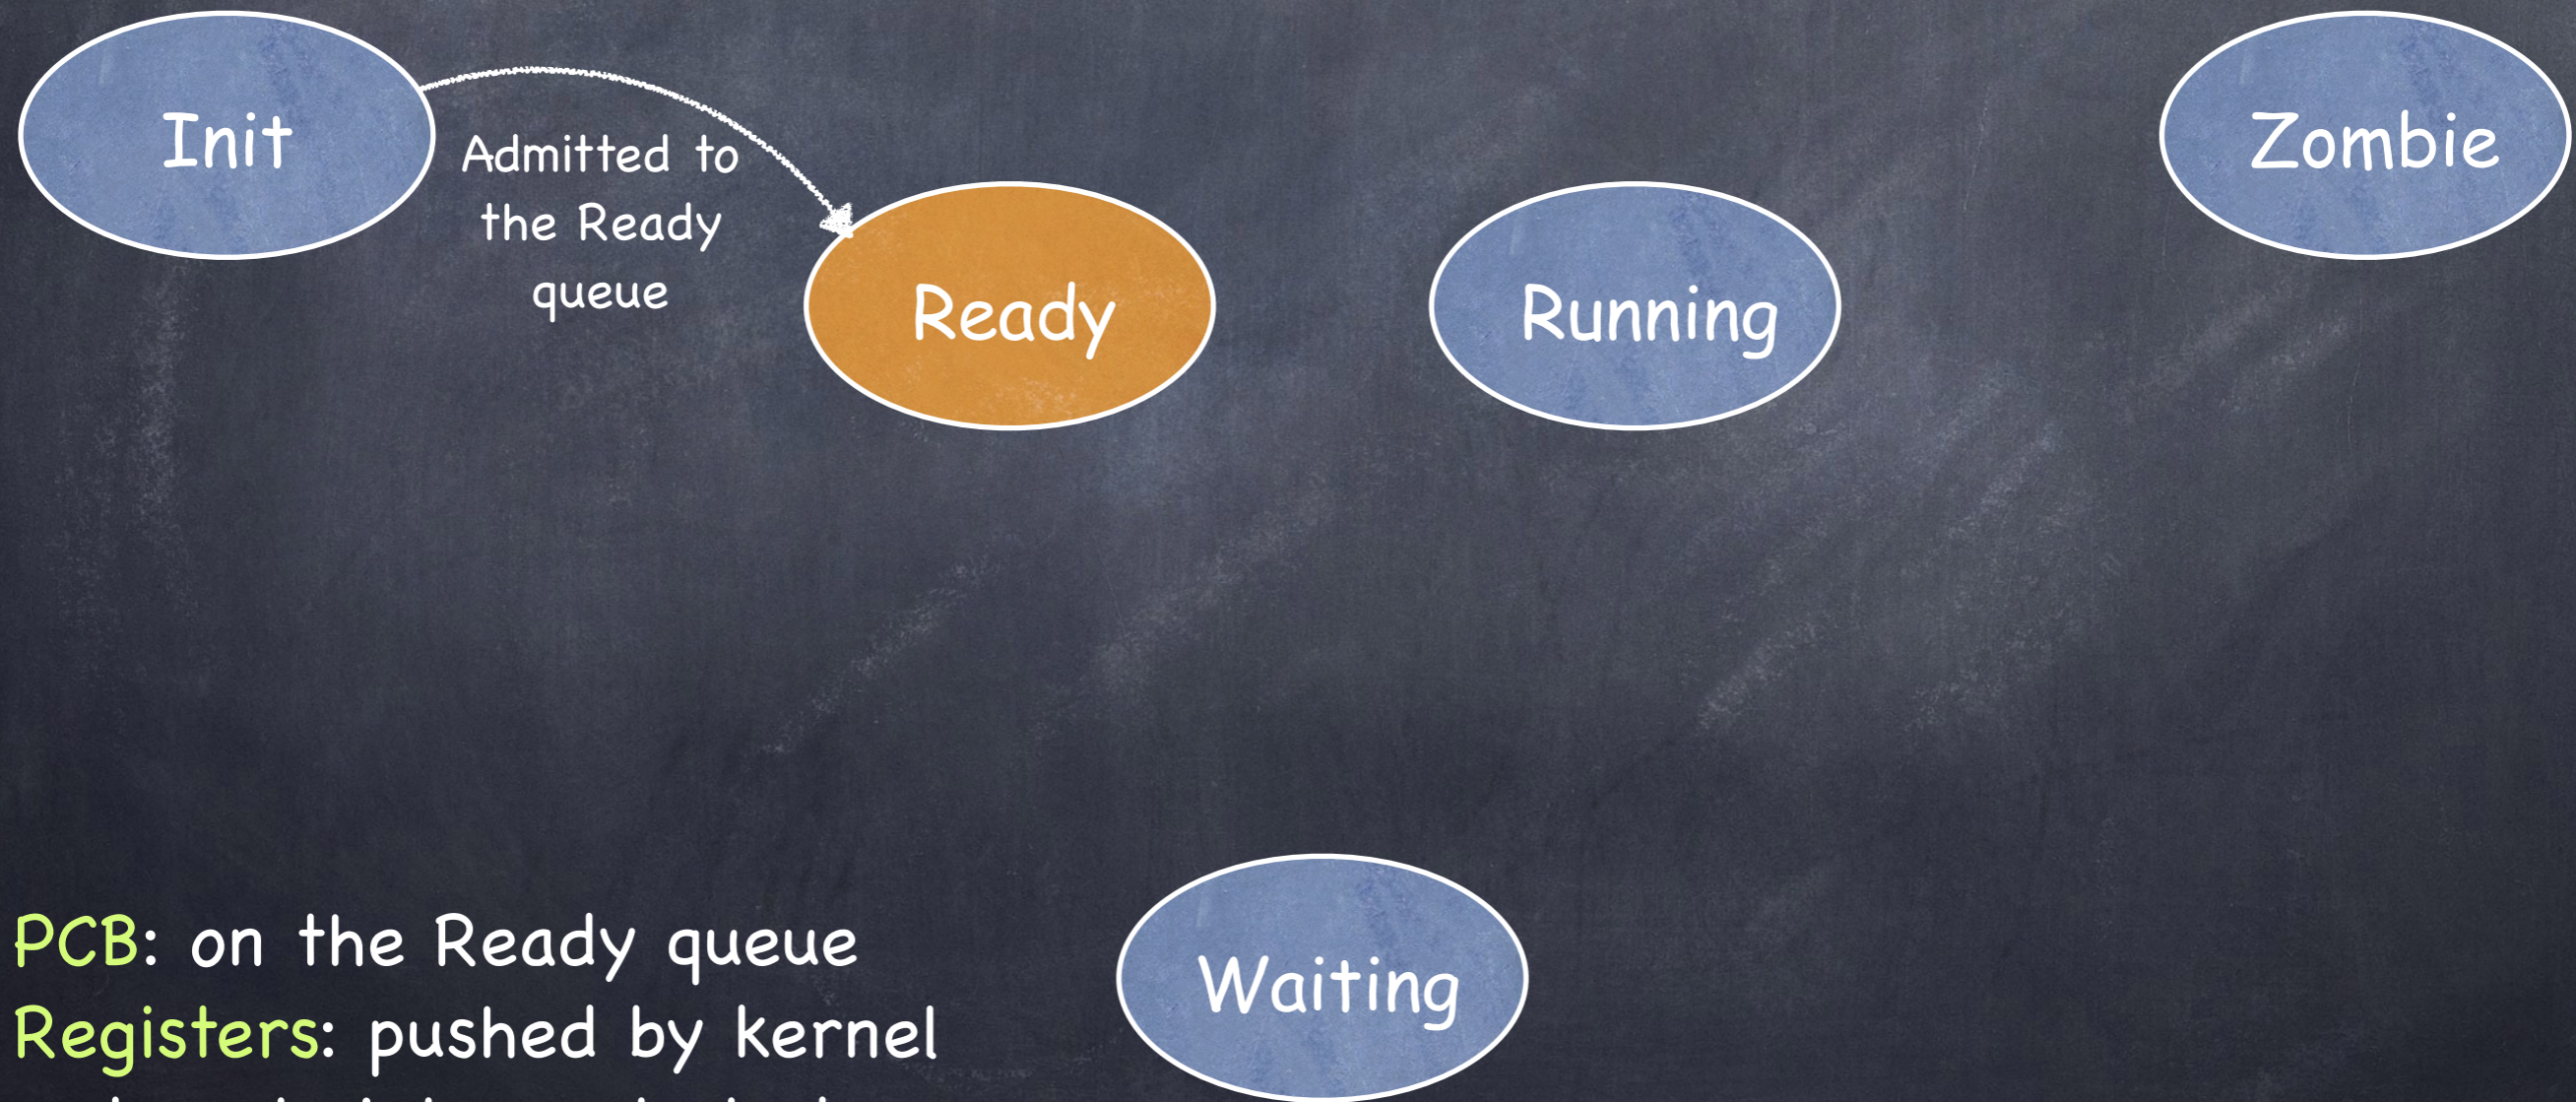 Init
Zombie
Admitted to
the Ready
queue
Ready
Running
PCB: on the Ready queue
Registers: pushed by kernel
Waiting